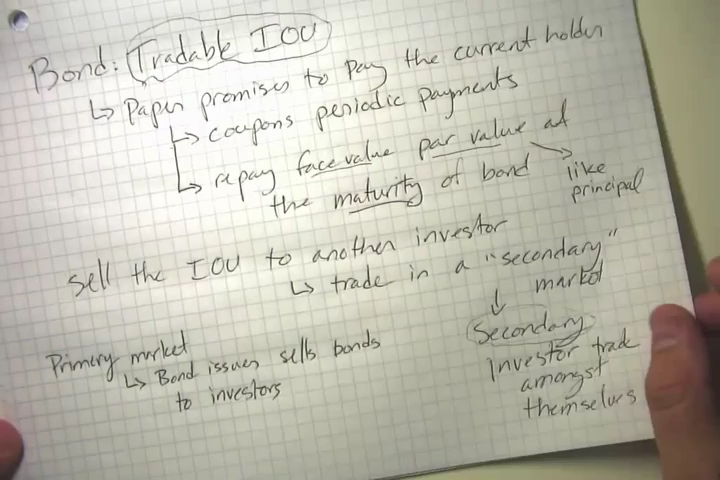 Bond: Tradable IOU
↳ Paper promises to pay the current holder
↳ coupons periodic payments
↳ repay face value par value at
the maturity of bond
like
principal
sell the IOU to another investor
↳ trade in a "secondary"
market
Primary market
↳ Bond issues sells bonds
to investors
Secondary
Investor trade
amongst
themselves